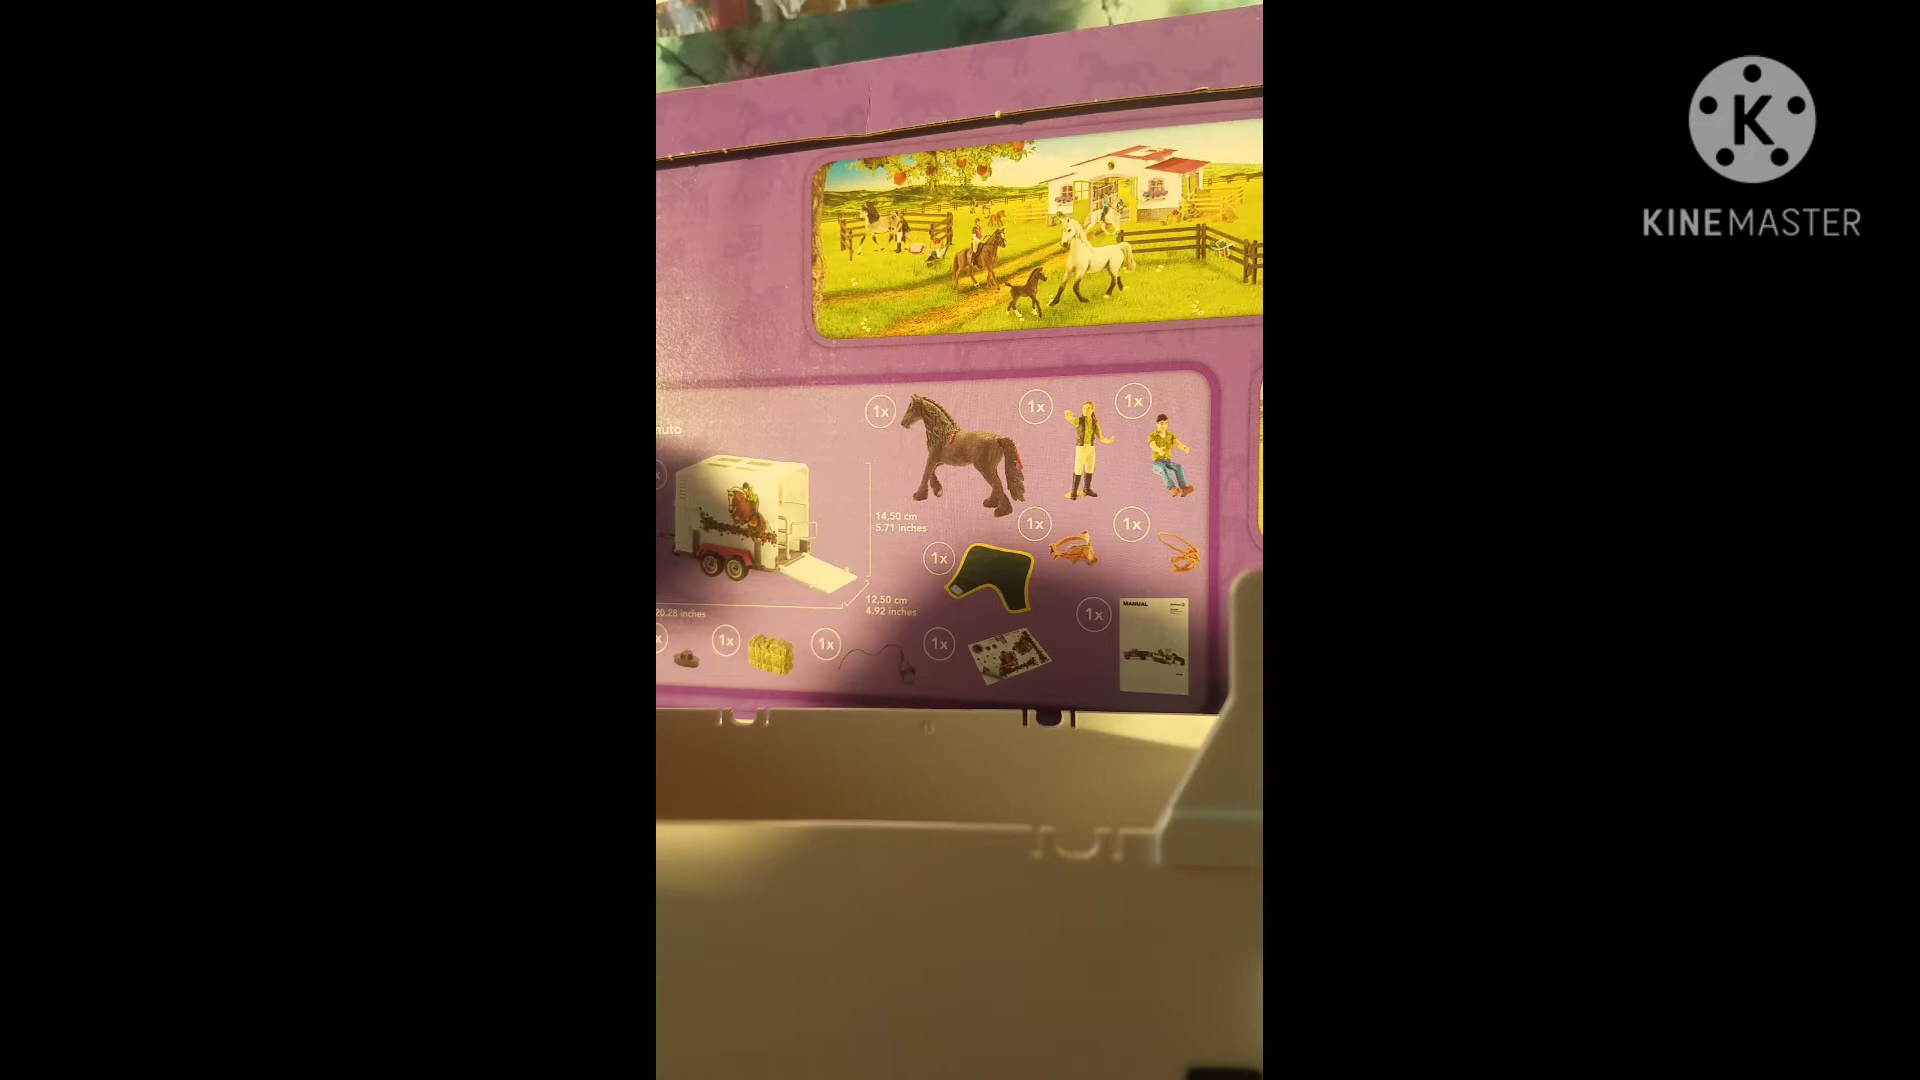 KINEMASTER
K
1x
1x
1x
nuto
14,50 cm
5.71 inches
1x
1x
1x
12,50 cm
4.92 inches
20.28 inches
1x
MANUAL
x
1x
1x
1x